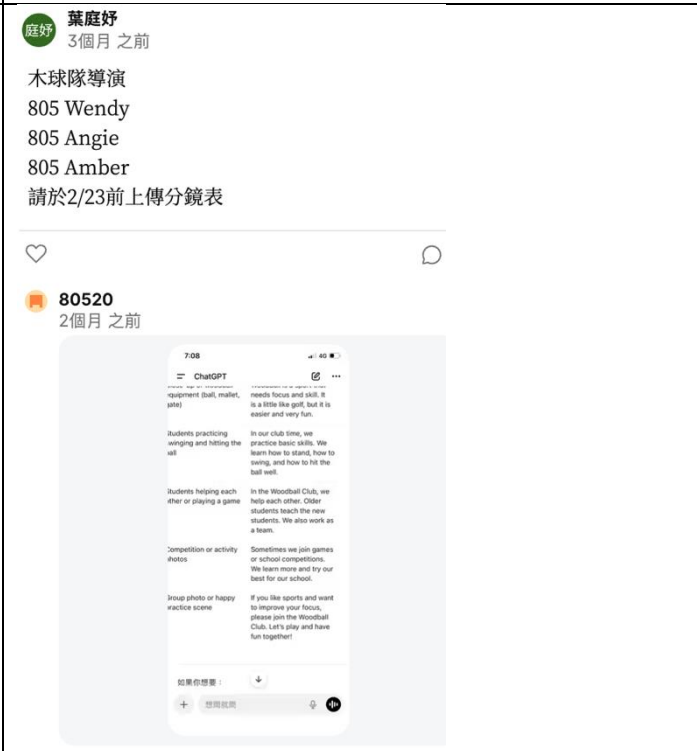 庭妤
葉庭妤
3個月 之前
木球隊導演
805 Wendy
805 Angie
805 Amber
請於2/23前上傳分鏡表
80520
2個月 之前
7:08
4G
ChatGPT
equipment (ball, mallet,
gate)
needs focus and skill. It
is a little like golf, but it is
easier and very fun.
Students practicing
swinging and hitting the
ball
In our club time, we
practice basic skills. We
learn how to stand, how to
swing, and how to hit the
ball well.
Students helping each
other or playing a game
In the Woodball Club, we
help each other. Older
students teach the new
students. We also work as
a team.
Competition or activity
photos
Sometimes we join games
or school competitions.
We learn more and try our
best for our school.
Group photo or happy
practice scene
If you like sports and want
to improve your focus,
please join the Woodball
Club. Let's play and have
fun together!
如果你想要：
想問就問